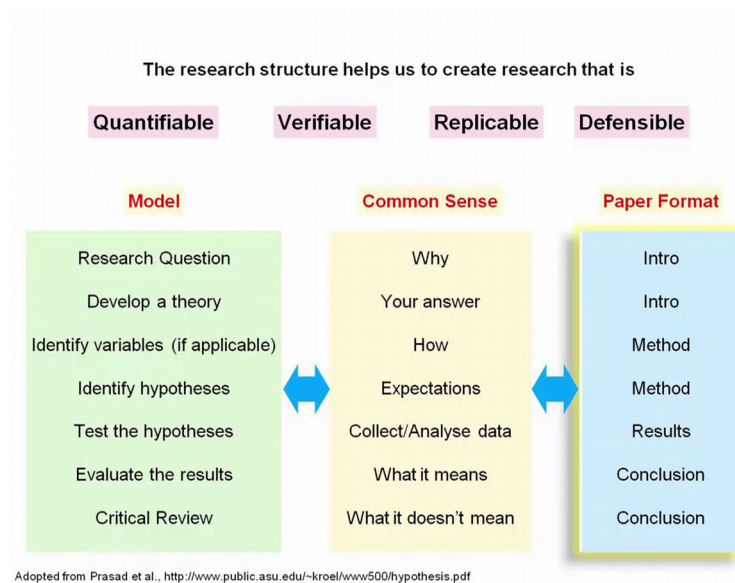 The research structure helps us to create research that is
Quantifiable Verifiable Replicable Defensible
Model Common Sense Paper Format
Research Question Why Intro
Develop a theory Your answer Intro
Identify variables (if applicable) How Method
Identify hypotheses Expectations Method
Test the hypotheses Collect/Analyse data Results
Evaluate the results What it means Conclusion
Critical Review What it doesn't mean Conclusion
Adopted from Prasad et al., http://www.public.asu.edu/~kroel/www500/hypothesis.pdf